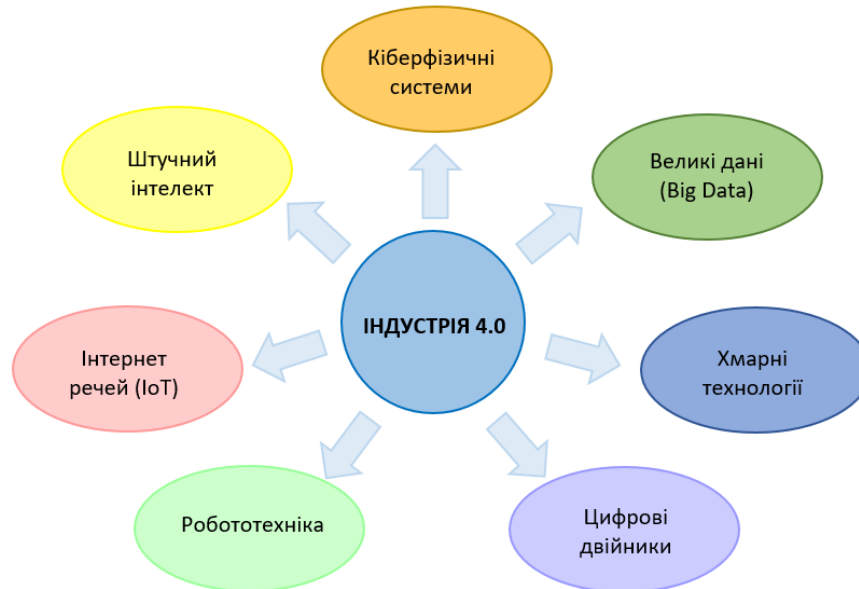 Кіберфізичні
системи
Штучний
інтелект
Великі дані
(Big Data)
ІНДУСТРІЯ 4.0
Інтернет
речей (IoT)
Хмарні
технології
Робототехніка
Цифрові
двійники